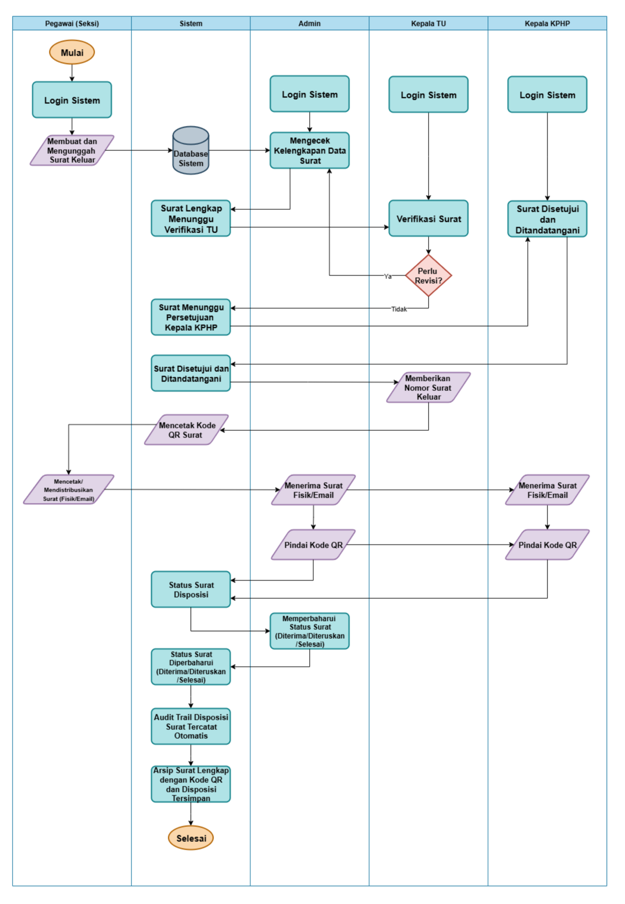 Pegawai (Seksi)
Sistem
Admin
Kepala TU
Kepala KPHP
Mulai
Login Sistem
Login Sistem
Login Sistem
Login Sistem
Membuat dan
Mengunggah
Surat Keluar
Database
Sistem
Mengecek
Kelengkapan Data
Surat
Surat Lengkap
Menunggu
Verifikasi TU
Verifikasi Surat
Surat Disetujui
dan
Ditandatangani
Perlu
Revisi?
Ya
Tidak
Surat Menunggu
Persetujuan
Kepala KPHP
Surat Disetujui dan
Ditandatangani
Memberikan
Nomor Surat
Keluar
Mencetak Kode
QR Surat
Mencetak/
Mendistribusikan
Surat (Fisik/Email)
Menerima Surat
Fisik/Email
Menerima Surat
Fisik/Email
Pindai Kode QR
Pindai Kode QR
Status Surat
Disposisi
Memperbaharui
Status Surat
(Diterima/Diteruskan
/Selesai)
Status Surat
Diperbaharui
(Diterima/Diteruskan
/Selesai)
Audit Trail Disposisi
Surat Tercatat
Otomatis
Arsip Surat Lengkap
dengan Kode QR
dan Disposisi
Tersimpan
Selesai